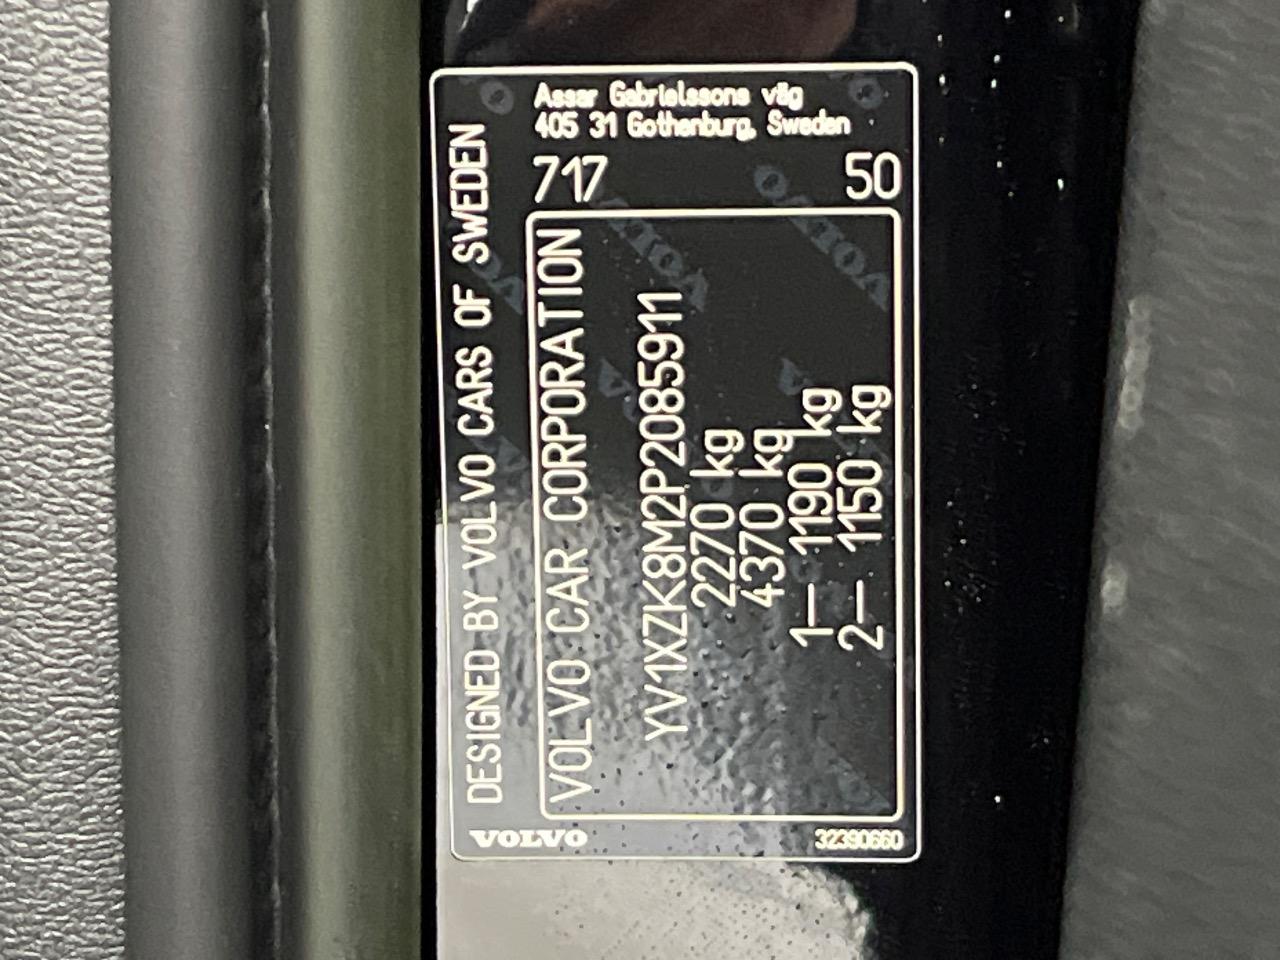 Assar Gabrielssons väg
405 31 Gothenburg, Sweden
717 50
DESIGNED BY VOLVO CARS OF SWEDEN
VOLVO CAR CORPORATION
YV1XZK8M2P2085911
2270 kg
4370 kg
1— 1190 kg
2— 1150 kg
VOLVO
32390660